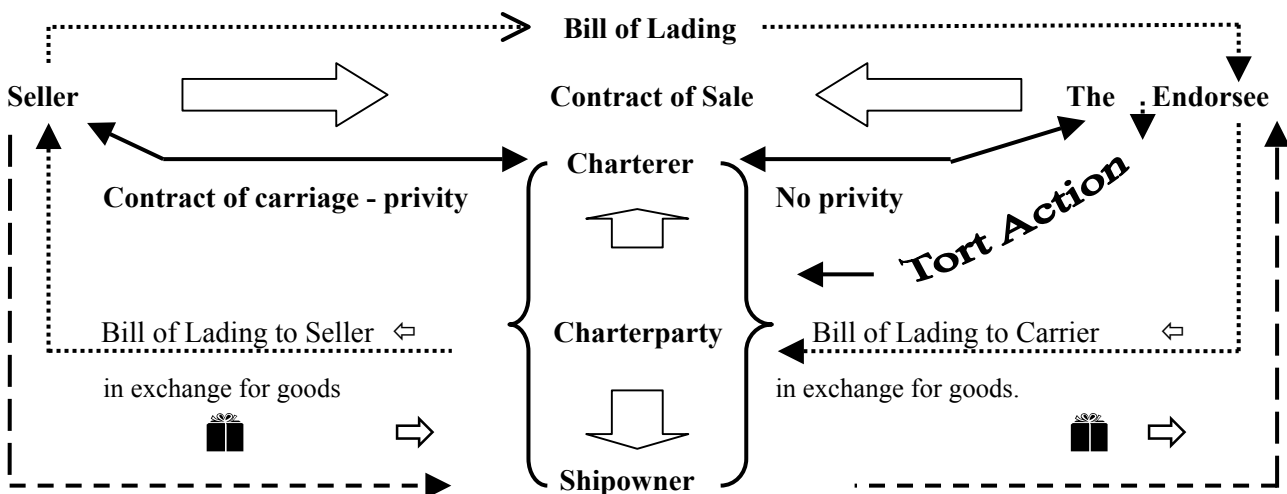 Bill of Lading
Seller Contract of Sale The Endorsee
Charterer
Contract of carriage - privity No privity
Tort Action
Bill of Lading to Seller Charterparty Bill of Lading to Carrier
in exchange for goods in exchange for goods.
Shipowner